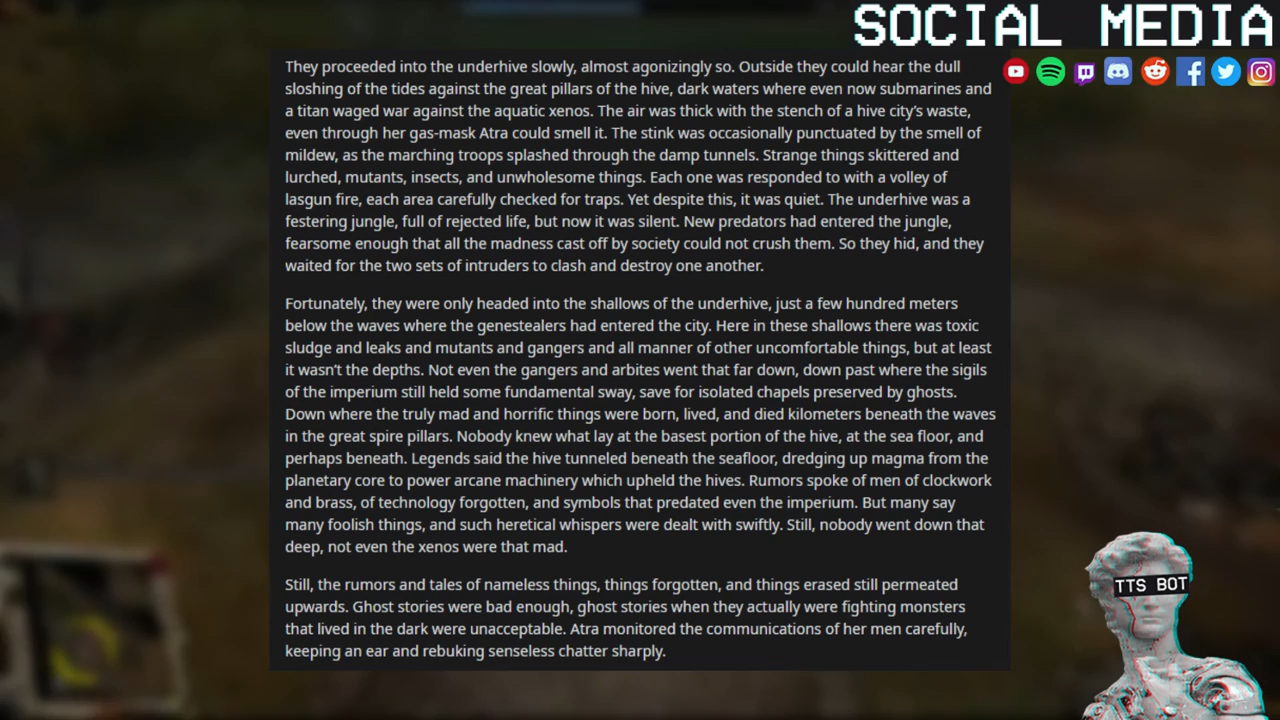 SOCIAL MEDIA
They proceeded into the underhive slowly, almost agonizingly so. Outside they could hear the dull
sloshing of the tides against the great pillars of the hive, dark waters where even now submarines and
a titan waged war against the aquatic xenos. The air was thick with the stench of a hive city’s waste,
even through her gas-mask Atra could smell it. The stink was occasionally punctuated by the smell of
mildew, as the marching troops splashed through the damp tunnels. Strange things skittered and
lurched, mutants, insects, and unwholesome things. Each one was responded to with a volley of
lasgun fire, each area carefully checked for traps. Yet despite this, it was quiet. The underhive was a
festering jungle, full of rejected life, but now it was silent. New predators had entered the jungle,
fearsome enough that all the madness cast off by society could not crush them. So they hid, and they
waited for the two sets of intruders to clash and destroy one another.
Fortunately, they were only headed into the shallows of the underhive, just a few hundred meters
below the waves where the genestealers had entered the city. Here in these shallows there was toxic
sludge and leaks and mutants and gangers and all manner of other uncomfortable things, but at least
it wasn’t the depths. Not even the gangers and arbites went that far down, down past where the sigils
of the imperium still held some fundamental sway, save for isolated chapels preserved by ghosts.
Down where the truly mad and horrific things were born, lived, and died kilometers beneath the waves
in the great spire pillars. Nobody knew what lay at the basest portion of the hive, at the sea floor, and
perhaps beneath. Legends said the hive tunneled beneath the seafloor, dredging up magma from the
planetary core to power arcane machinery which upheld the hives. Rumors spoke of men of clockwork
and brass, of technology forgotten, and symbols that predated even the imperium. But many say
many foolish things, and such heretical whispers were dealt with swiftly. Still, nobody went down that
deep, not even the xenos were that mad.
Still, the rumors and tales of nameless things, things forgotten, and things erased still permeated
upwards. Ghost stories were bad enough, ghost stories when they actually were fighting monsters
that lived in the dark were unacceptable. Atra monitored the communications of her men carefully,
keeping an ear and rebuking senseless chatter sharply.
TTS BOT